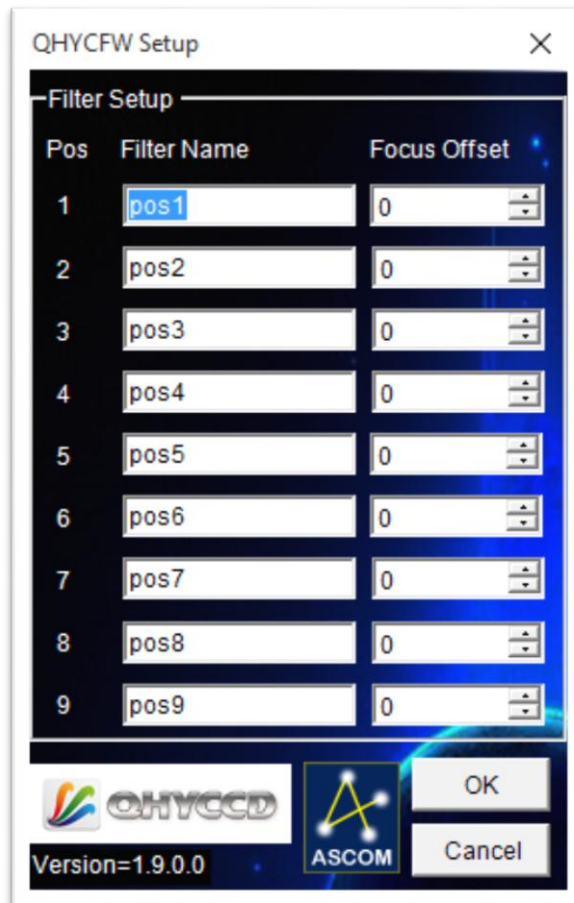 QHYCFW Setup
Filter Setup
Pos Filter Name Focus Offset
1 pos1 0
2 pos2 0
3 pos3 0
4 pos4 0
5 pos5 0
6 pos6 0
7 pos7 0
8 pos8 0
9 pos9 0
QHYCCD
ASCOM
OK
Cancel
Version=1.9.0.0